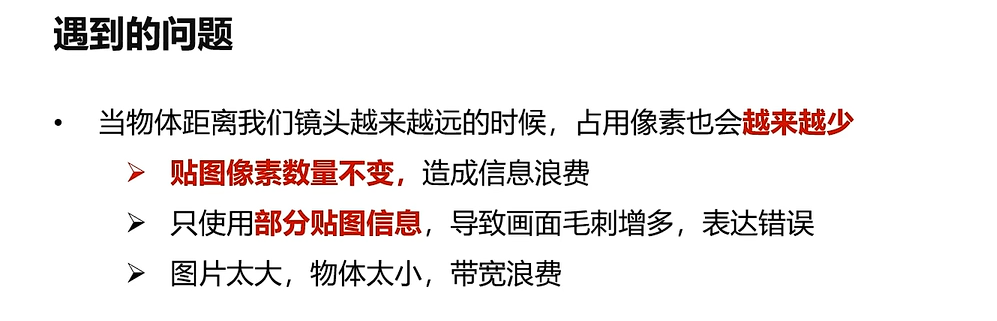 遇到的问题
• 当物体距离我们镜头越来越远的时候，占用像素也会越来越少
➢ 贴图像素数量不变，造成信息浪费
➢ 只使用部分贴图信息，导致画面毛刺增多，表达错误
➢ 图片太大，物体太小，带宽浪费